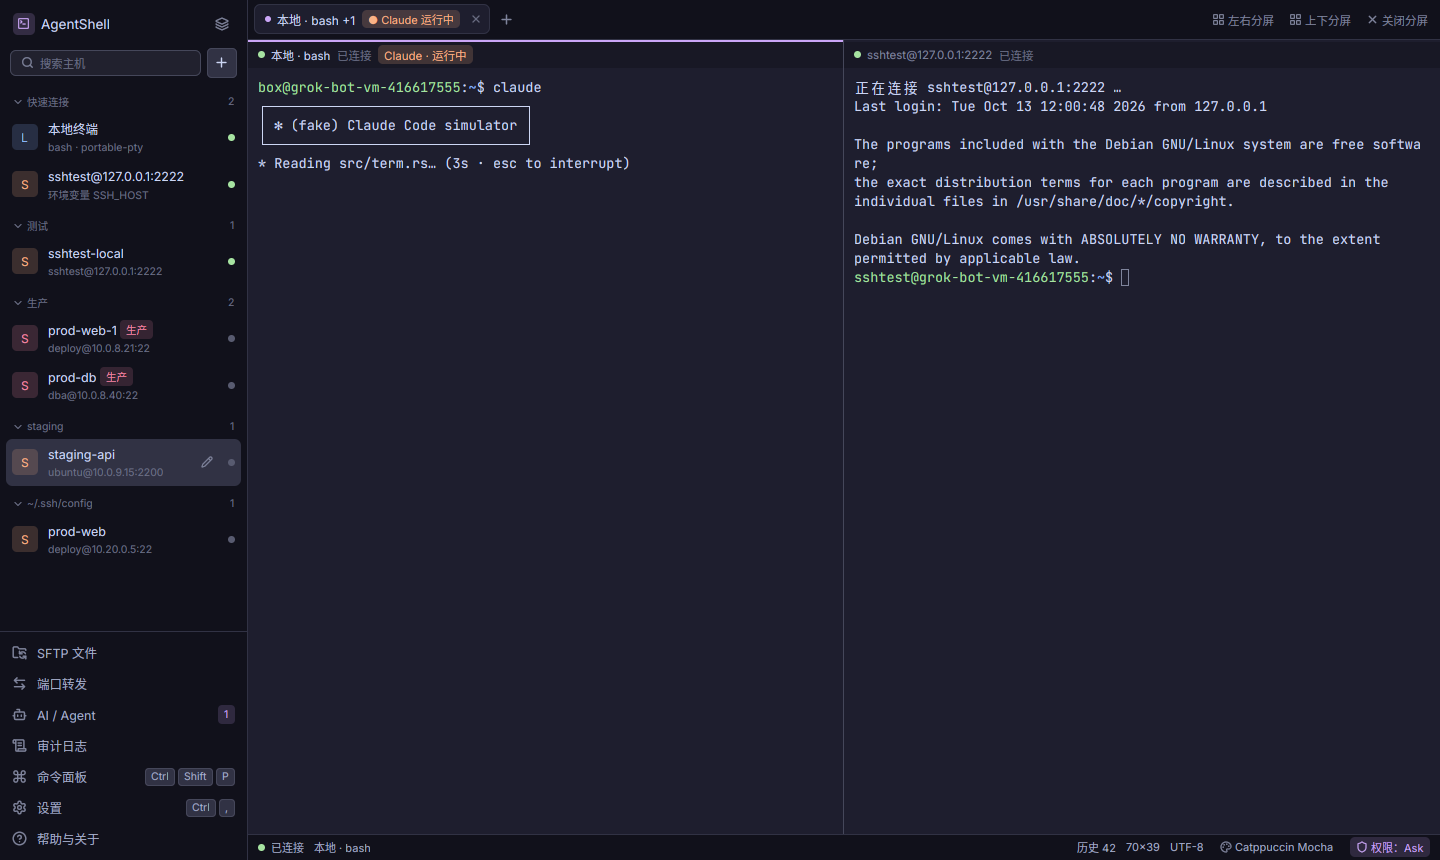 AgentShell
搜索主机
快速连接 2
L 本地终端
bash · portable-pty
S sshtest@127.0.0.1:2222
环境变量 SSH_HOST
测试 1
S sshtest-local
sshtest@127.0.0.1:2222
生产 2
S prod-web-1 生产
deploy@10.0.8.21:22
S prod-db 生产
dba@10.0.8.40:22
staging 1
S staging-api
ubuntu@10.0.9.15:2200
~/.ssh/config 1
S prod-web
deploy@10.20.0.5:22
SFTP 文件
端口转发
AI / Agent 1
审计日志
命令面板 Ctrl Shift P
设置 Ctrl ,
帮助与关于
本地 · bash +1 Claude 运行中
左右分屏 上下分屏 关闭分屏
本地 · bash 已连接 Claude · 运行中
box@grok-bot-vm-416617555:~$ claude
✻ (fake) Claude Code simulator
* Reading src/term.rs… (3s · esc to interrupt)
sshtest@127.0.0.1:2222 已连接
正在连接 sshtest@127.0.0.1:2222 …
Last login: Tue Oct 13 12:00:48 2026 from 127.0.0.1
The programs included with the Debian GNU/Linux system are free softwa
re;
the exact distribution terms for each program are described in the
individual files in /usr/share/doc/*/copyright.
Debian GNU/Linux comes with ABSOLUTELY NO WARRANTY, to the extent
permitted by applicable law.
sshtest@grok-bot-vm-416617555:~$
已连接 本地 · bash
历史 42 70×39 UTF-8 Catppuccin Mocha 权限: Ask